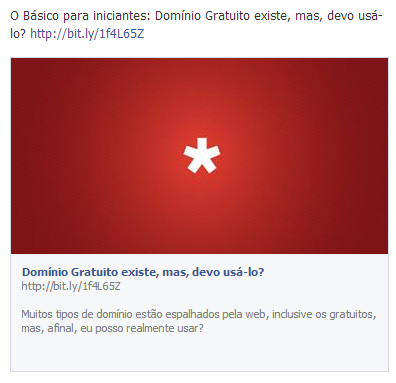 O Básico para iniciantes: Domínio Gratuito existe, mas, devo usá-
lo? http://bit.ly/1f4L65Z
*
Domínio Gratuito existe, mas, devo usá-lo?
http://bit.ly/1f4L65Z
Muitos tipos de domínio estão espalhados pela web, inclusive os gratuitos,
mas, afinal, eu posso realmente usar?